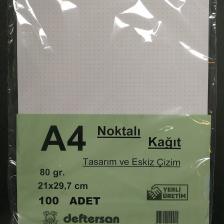 A4 Noktalı
Kağıt
Tasarım ve Eskiz Çizim
80 gr.
21x29,7 cm
100 ADET
YERLİ
ÜRETİM
deftersan